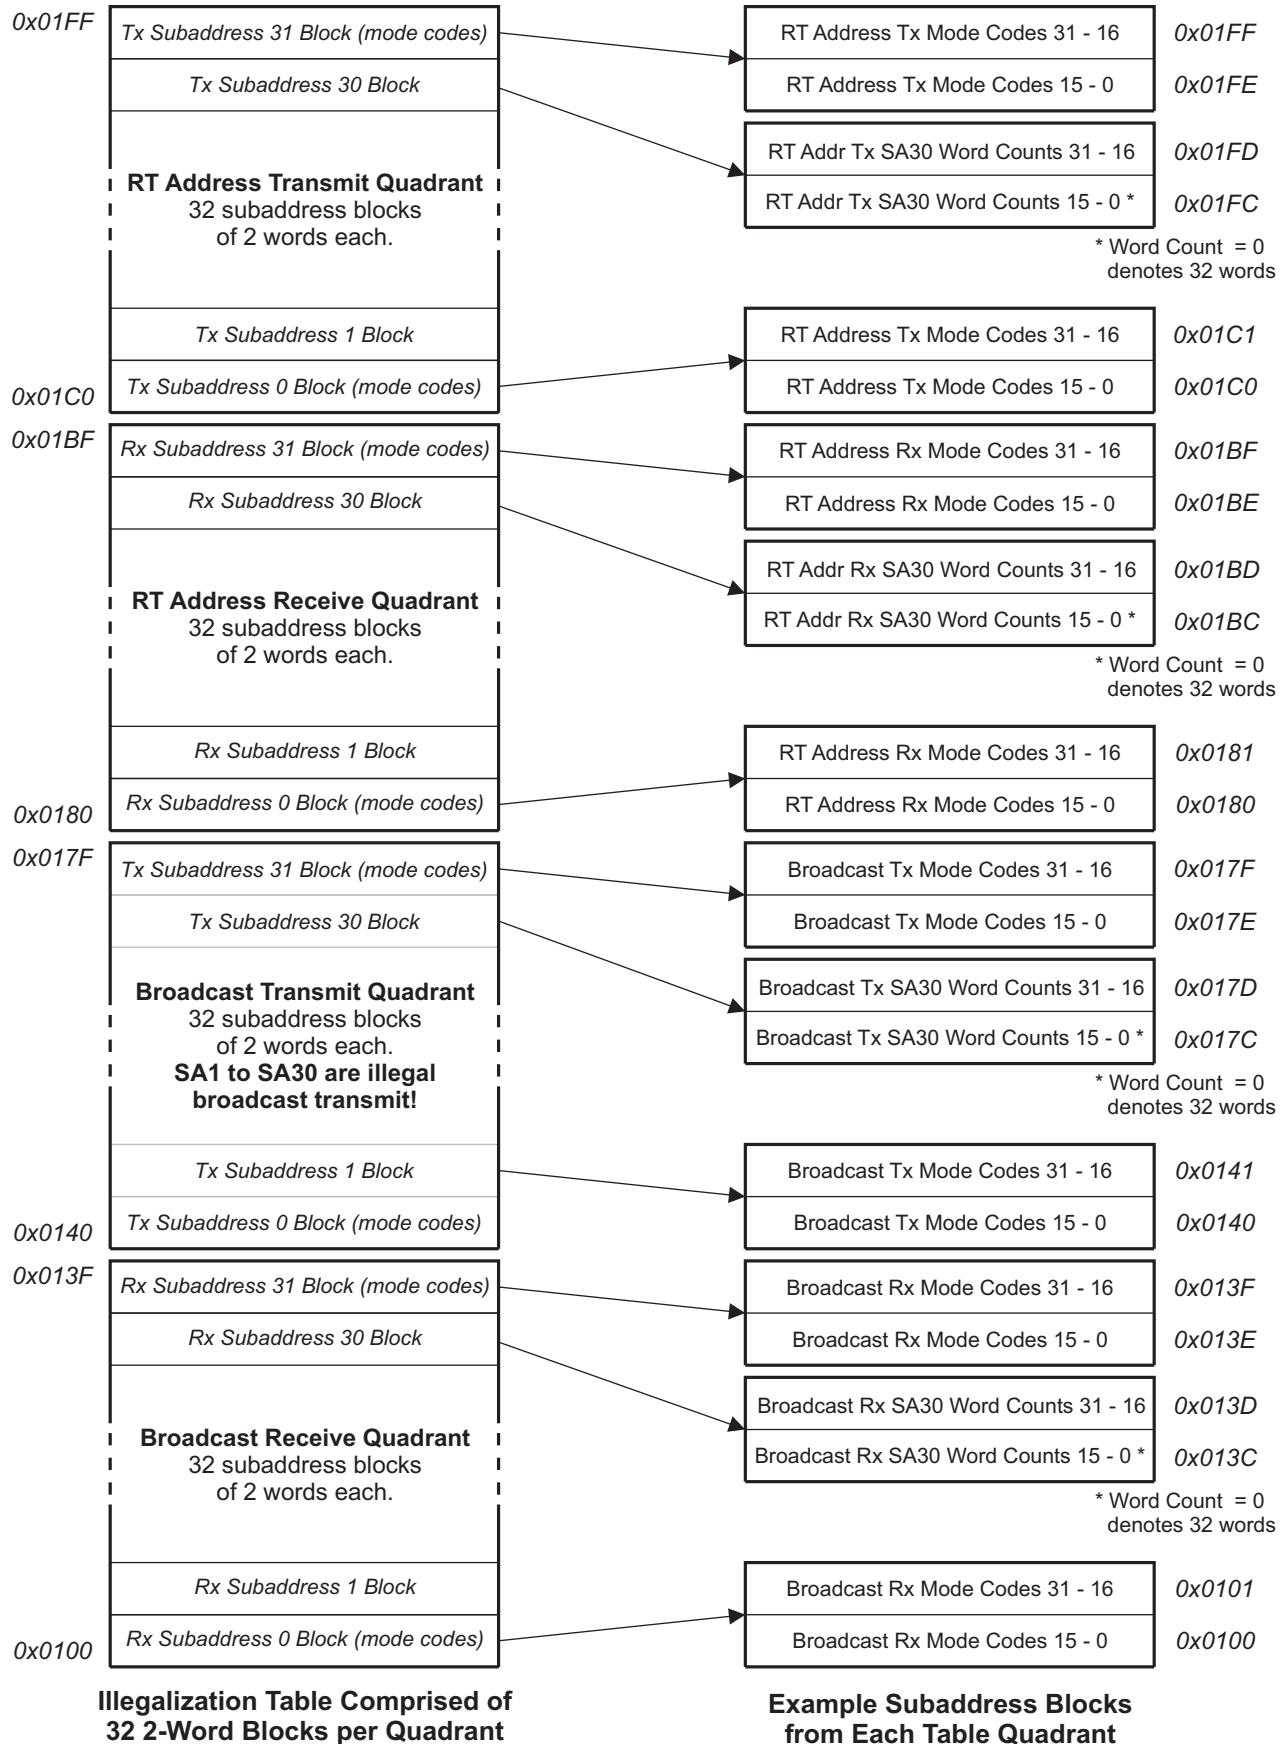 0x01FF
Tx Subaddress 31 Block (mode codes)
Tx Subaddress 30 Block
RT Address Transmit Quadrant
32 subaddress blocks
of 2 words each.
Tx Subaddress 1 Block
Tx Subaddress 0 Block (mode codes)
0x01C0
RT Address Tx Mode Codes 31 - 16
0x01FF
RT Address Tx Mode Codes 15 - 0
0x01FE
RT Addr Tx SA30 Word Counts 31 - 16
0x01FD
RT Addr Tx SA30 Word Counts 15 - 0 *
0x01FC
* Word Count = 0
denotes 32 words
RT Address Tx Mode Codes 31 - 16
0x01C1
RT Address Tx Mode Codes 15 - 0
0x01C0
0x01BF
Rx Subaddress 31 Block (mode codes)
Rx Subaddress 30 Block
RT Address Receive Quadrant
32 subaddress blocks
of 2 words each.
Rx Subaddress 1 Block
Rx Subaddress 0 Block (mode codes)
0x0180
RT Address Rx Mode Codes 31 - 16
0x01BF
RT Address Rx Mode Codes 15 - 0
0x01BE
RT Addr Rx SA30 Word Counts 31 - 16
0x01BD
RT Addr Rx SA30 Word Counts 15 - 0 *
0x01BC
* Word Count = 0
denotes 32 words
RT Address Rx Mode Codes 31 - 16
0x0181
RT Address Rx Mode Codes 15 - 0
0x0180
0x017F
Tx Subaddress 31 Block (mode codes)
Tx Subaddress 30 Block
Broadcast Transmit Quadrant
32 subaddress blocks
of 2 words each.
SA1 to SA30 are illegal
broadcast transmit!
Tx Subaddress 1 Block
Tx Subaddress 0 Block (mode codes)
0x0140
Broadcast Tx Mode Codes 31 - 16
0x017F
Broadcast Tx Mode Codes 15 - 0
0x017E
Broadcast Tx SA30 Word Counts 31 - 16
0x017D
Broadcast Tx SA30 Word Counts 15 - 0 *
0x017C
* Word Count = 0
denotes 32 words
Broadcast Tx Mode Codes 31 - 16
0x0141
Broadcast Tx Mode Codes 15 - 0
0x0140
0x013F
Rx Subaddress 31 Block (mode codes)
Rx Subaddress 30 Block
Broadcast Receive Quadrant
32 subaddress blocks
of 2 words each.
Rx Subaddress 1 Block
Rx Subaddress 0 Block (mode codes)
0x0100
Broadcast Rx Mode Codes 31 - 16
0x013F
Broadcast Rx Mode Codes 15 - 0
0x013E
Broadcast Rx SA30 Word Counts 31 - 16
0x013D
Broadcast Rx SA30 Word Counts 15 - 0 *
0x013C
* Word Count = 0
denotes 32 words
Broadcast Rx Mode Codes 31 - 16
0x0101
Broadcast Rx Mode Codes 15 - 0
0x0100
Illegalization Table Comprised of
32 2-Word Blocks per Quadrant
Example Subaddress Blocks
from Each Table Quadrant